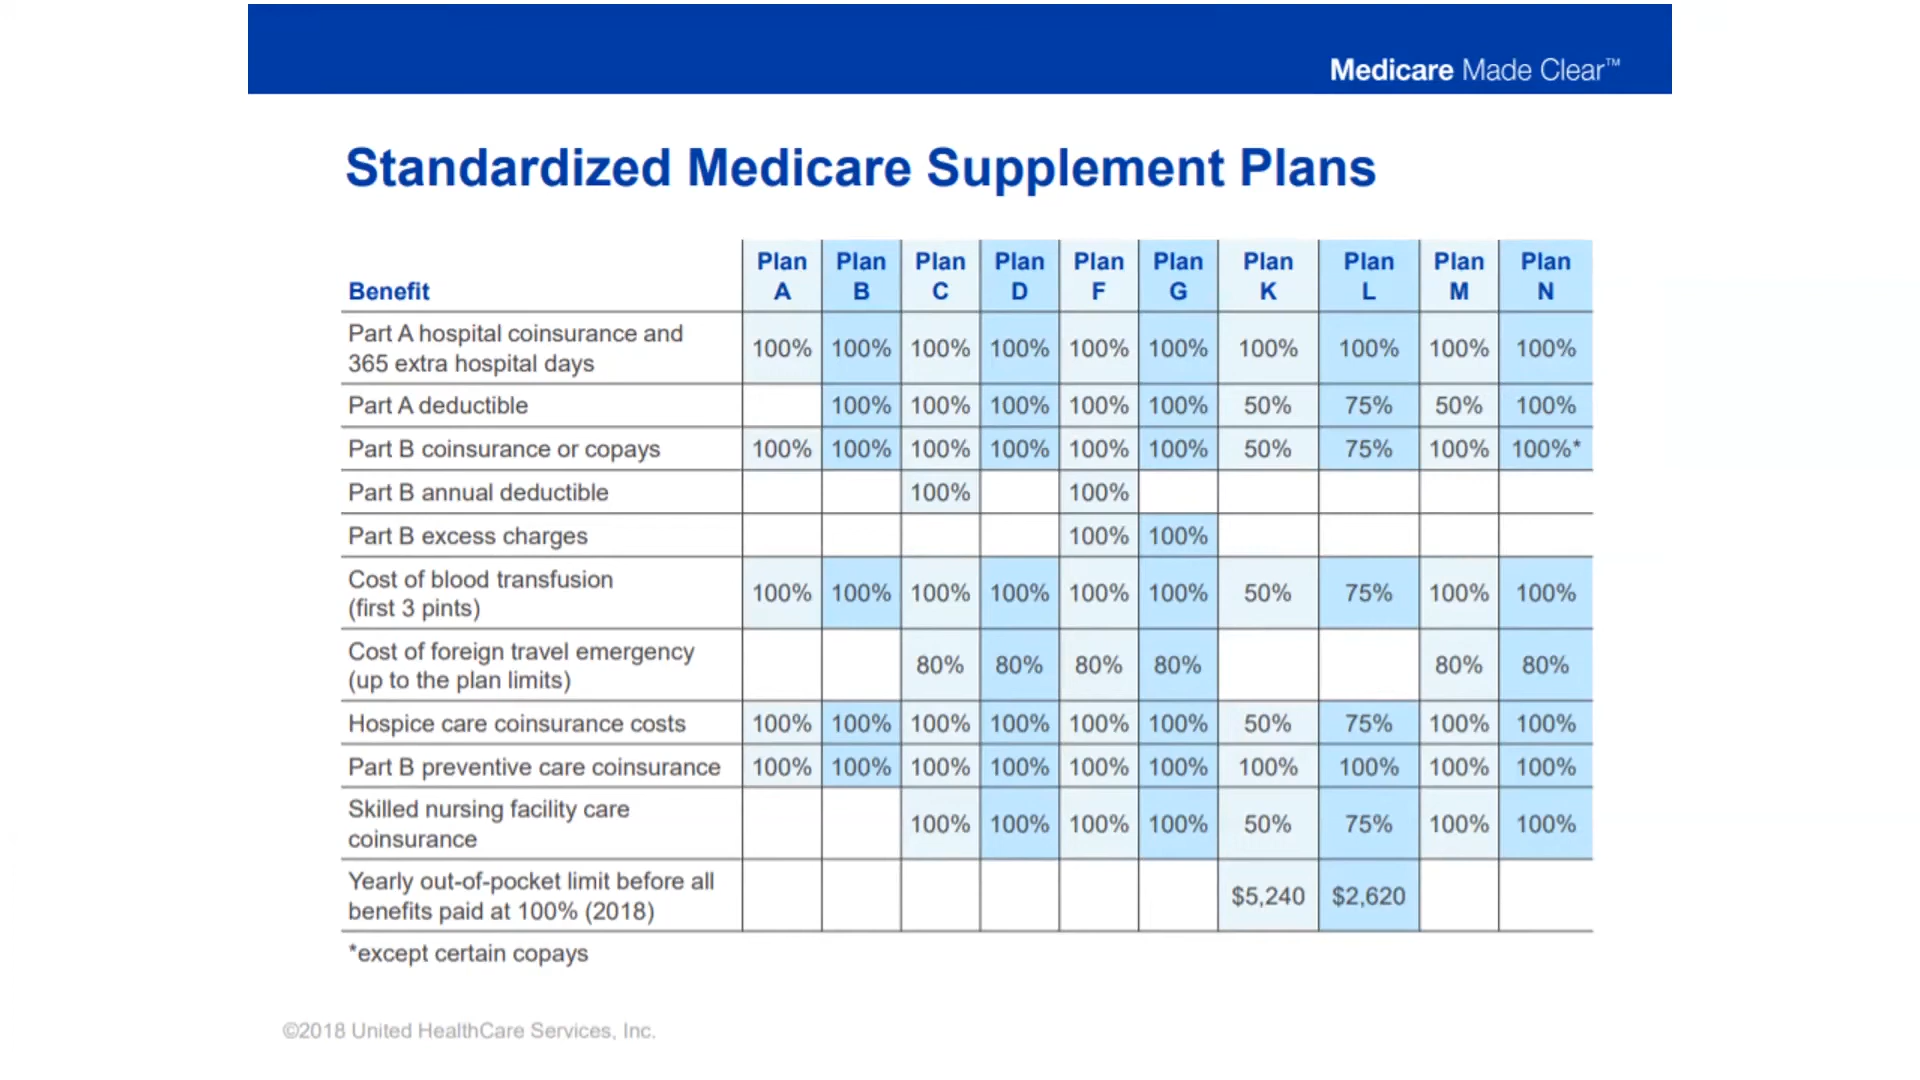 Medicare Made Clear™
Standardized Medicare Supplement Plans
Benefit Plan A Plan B Plan C Plan D Plan F Plan G Plan K Plan L Plan M Plan N
Part A hospital coinsurance and
365 extra hospital days 100% 100% 100% 100% 100% 100% 100% 100% 100% 100%
Part A deductible 100% 100% 100% 100% 100% 50% 75% 50% 100%
Part B coinsurance or copays 100% 100% 100% 100% 100% 100% 50% 75% 100% 100%*
Part B annual deductible 100% 100%
Part B excess charges 100% 100%
Cost of blood transfusion
(first 3 pints) 100% 100% 100% 100% 100% 100% 50% 75% 100% 100%
Cost of foreign travel emergency
(up to the plan limits) 80% 80% 80% 80% 80% 80%
Hospice care coinsurance costs 100% 100% 100% 100% 100% 100% 50% 75% 100% 100%
Part B preventive care coinsurance 100% 100% 100% 100% 100% 100% 100% 100% 100% 100%
Skilled nursing facility care
coinsurance 100% 100% 100% 100% 50% 75% 100% 100%
Yearly out-of-pocket limit before all
benefits paid at 100% (2018) $5,240 $2,620
*except certain copays
©2018 United HealthCare Services, Inc.